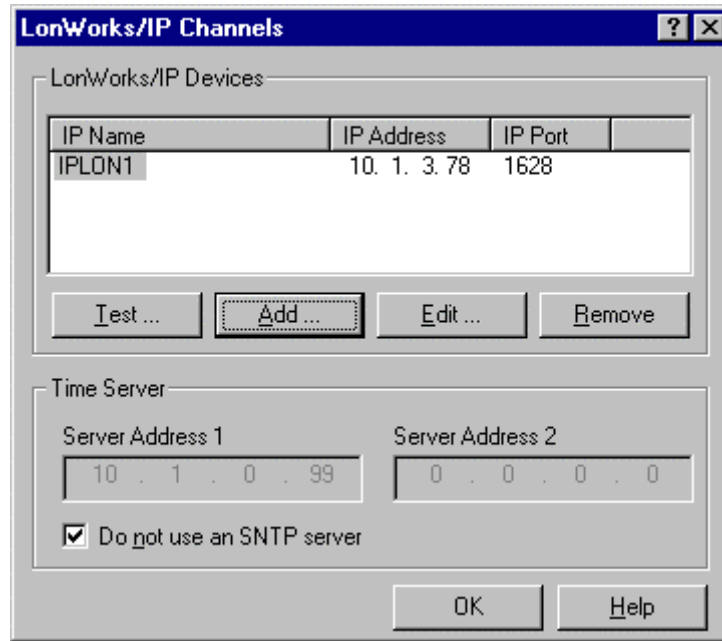 LonWorks/IP Channels
LonWorks/IP Devices
IP Name IP Address IP Port
IPLON1 10. 1. 3. 78 1628
Test ... Add ... Edit ... Remove
Time Server
Server Address 1 Server Address 2
10 . 1 . 0 . 99 0 . 0 . 0 . 0
Do not use an SNTP server
OK Help